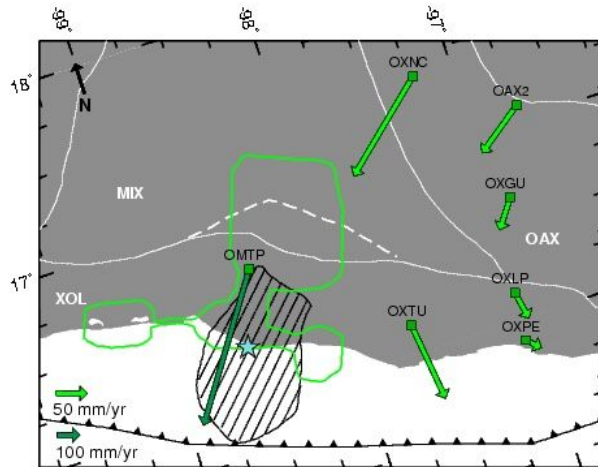 -99°
-98°
-97°
18°
17°
N
OXNC
OAX2
OXGU
MIX
OAX
OMTP
XOL
OXLP
OXTU
OXPE
50 mm/yr
100 mm/yr